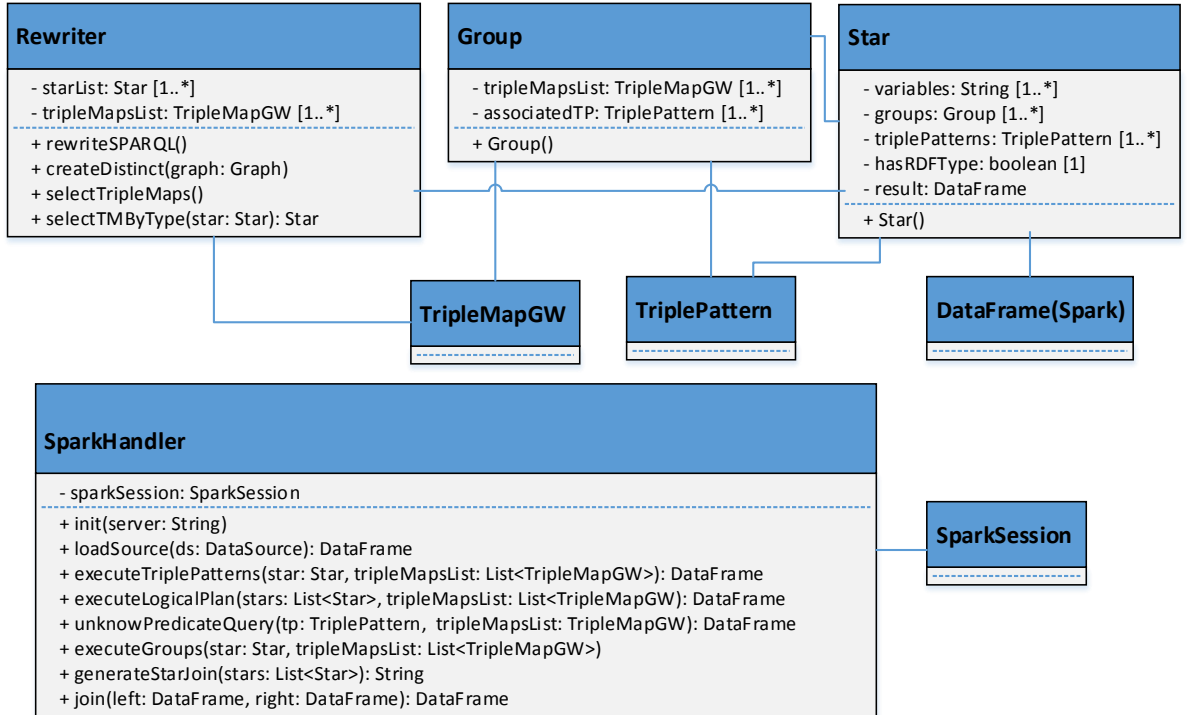 Rewriter
- starList: Star [1..*]
- tripleMapsList: TripleMapGW [1..*]
+ rewriteSPARQL()
+ createDistinct(graph: Graph)
+ selectTripleMaps()
+ selectTMByType(star: Star): Star
Group
- tripleMapsList: TripleMapGW [1..*]
- associatedTP: TriplePattern [1..*]
+ Group()
Star
- variables: String [1..*]
- groups: Group [1..*]
- triplePatterns: TriplePattern [1..*]
- hasRDFType: boolean [1]
- result: DataFrame
+ Star()
TripleMapGW
TriplePattern
DataFrame(Spark)
SparkHandler
- sparkSession: SparkSession
+ init(server: String)
+ loadSource(ds: DataSource): DataFrame
+ executeTriplePatterns(star: Star, tripleMapsList: List<TripleMapGW>): DataFrame
+ executeLogicalPlan(stars: List<Star>, tripleMapsList: List<TripleMapGW): DataFrame
+ unknowPredicateQuery(tp: TriplePattern, tripleMapsList: TripleMapGW): DataFrame
+ executeGroups(star: Star, tripleMapsList: List<TripleMapGW>)
+ generateStarJoin(stars: List<Star>): String
+ join(left: DataFrame, right: DataFrame): DataFrame
SparkSession